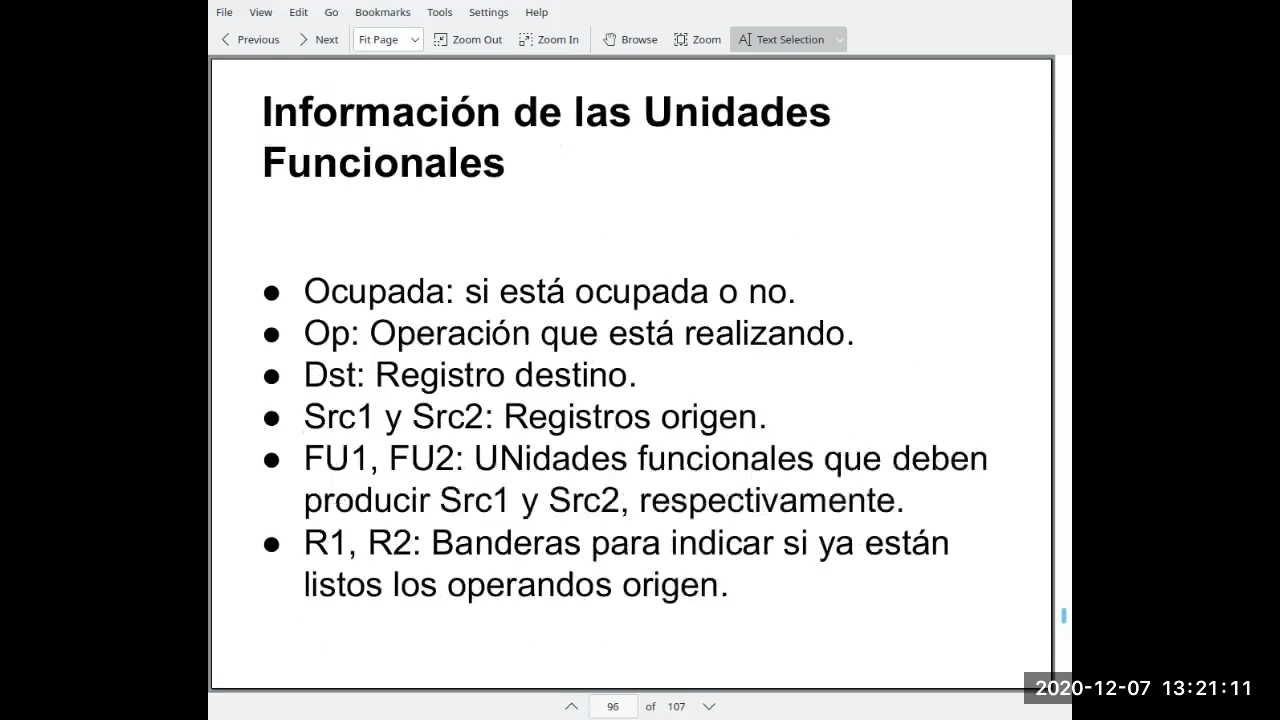 File View Edit Go Bookmarks Tools Settings Help
Previous Next Fit Page Zoom Out Zoom In Browse Zoom Text Selection
Información de las Unidades
Funcionales
● Ocupada: si está ocupada o no.
● Op: Operación que está realizando.
● Dst: Registro destino.
● Src1 y Src2: Registros origen.
● FU1, FU2: UNidades funcionales que deben
producir Src1 y Src2, respectivamente.
● R1, R2: Banderas para indicar si ya están
listos los operandos origen.
2020-12-07 13:21:11
96 of 107